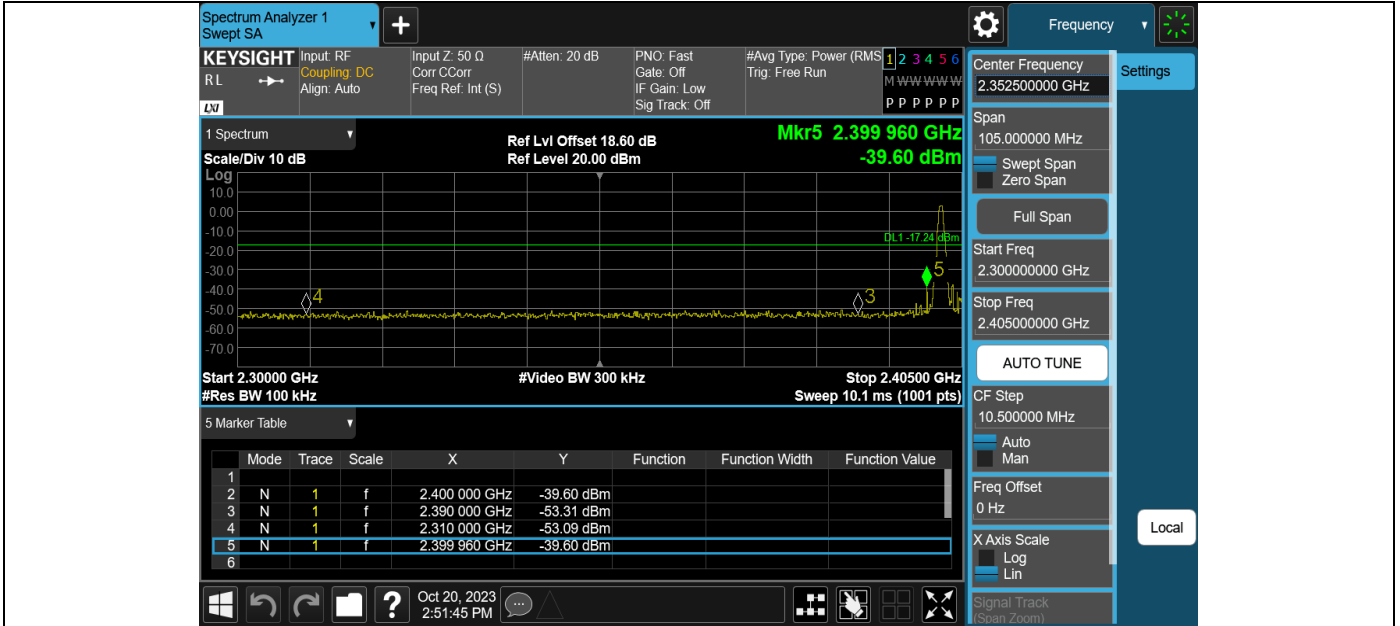 Spectrum Analyzer 1
Swept SA
Frequency
KEYSIGHT
R L
LXI
Input: RF
Coupling: DC
Align: Auto
Input Z: 50 Ω
Corr CCorr
Freq Ref: Int (S)
#Atten: 20 dB
PNO: Fast
Gate: Off
IF Gain: Low
Sig Track: Off
#Avg Type: Power (RMS
Trig: Free Run
1 2 3 4 5 6
M W W W W W
P P P P P P
1 Spectrum
Scale/Div 10 dB
Ref Lvl Offset 18.60 dB
Ref Level 20.00 dBm
Mkr5 2.399 960 GHz
-39.60 dBm
Log
10.0
0.00
-10.0
-20.0
-30.0
-40.0
-50.0
-60.0
-70.0
DL1 -17.24 dBm
4
3
5
Start 2.30000 GHz
#Video BW 300 kHz
Stop 2.40500 GHz
#Res BW 100 kHz
Sweep 10.1 ms (1001 pts)
5 Marker Table
Mode Trace Scale X Y Function Function Width Function Value
1
2 N 1 f 2.400 000 GHz -39.60 dBm
3 N 1 f 2.390 000 GHz -53.31 dBm
4 N 1 f 2.310 000 GHz -53.09 dBm
5 N 1 f 2.399 960 GHz -39.60 dBm
6
?
Oct 20, 2023
2:51:45 PM
Center Frequency
2.352500000 GHz
Span
105.000000 MHz
Swept Span
Zero Span
Full Span
Start Freq
2.300000000 GHz
Stop Freq
2.405000000 GHz
AUTO TUNE
CF Step
10.500000 MHz
Auto
Man
Freq Offset
0 Hz
X Axis Scale
Log
Lin
Signal Track
(Span Zoom)
Settings
Local